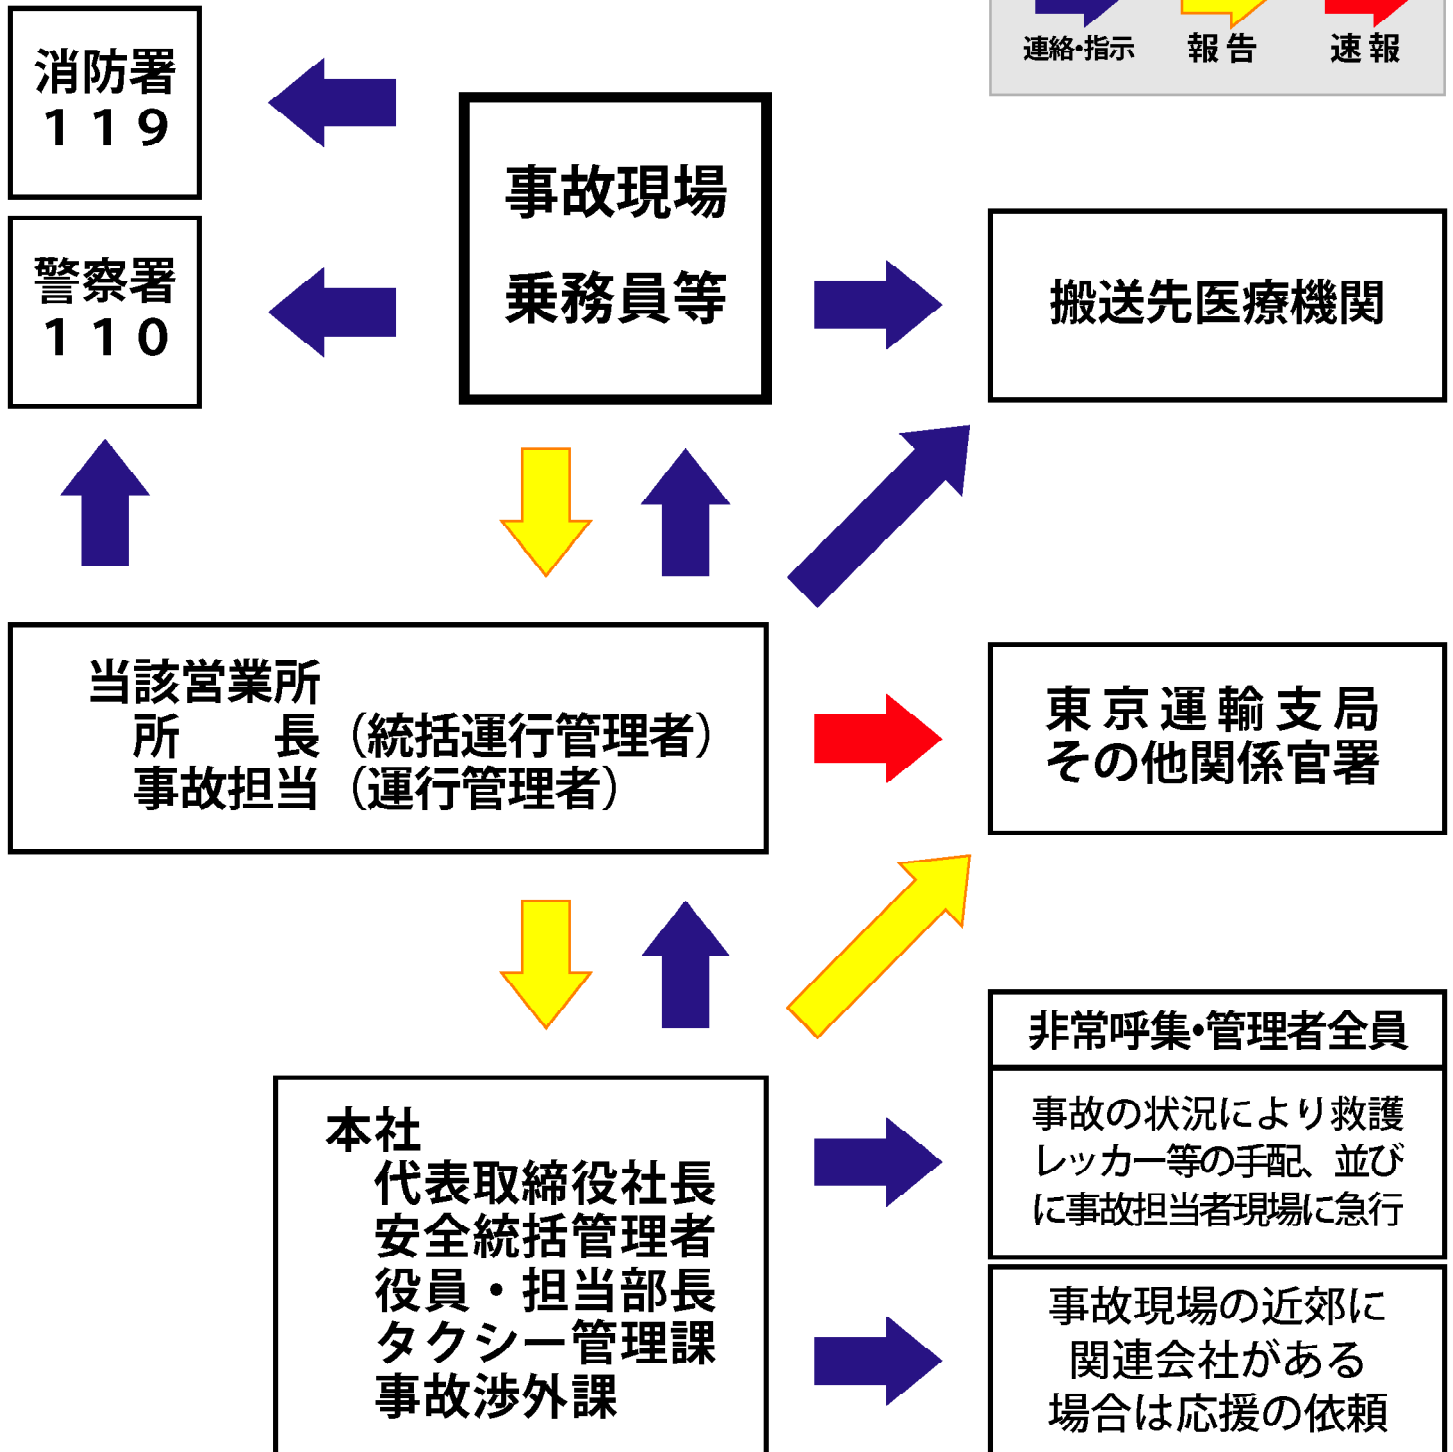 連絡・指示 報告 速報
消防署
１１９
事故現場
乗務員等
警察署
１１０
搬送先医療機関
当該営業所
所　　長（統括運行管理者）
事故担当（運行管理者）
東京運輸支局
その他関係官署
本社
代表取締役社長
安全統括管理者
役員・担当部長
タクシー管理課
事故渉外課
非常呼集・管理者全員
事故の状況により救護
レッカー等の手配、並び
に事故担当者現場に急行
事故現場の近郊に
関連会社がある
場合は応援の依頼